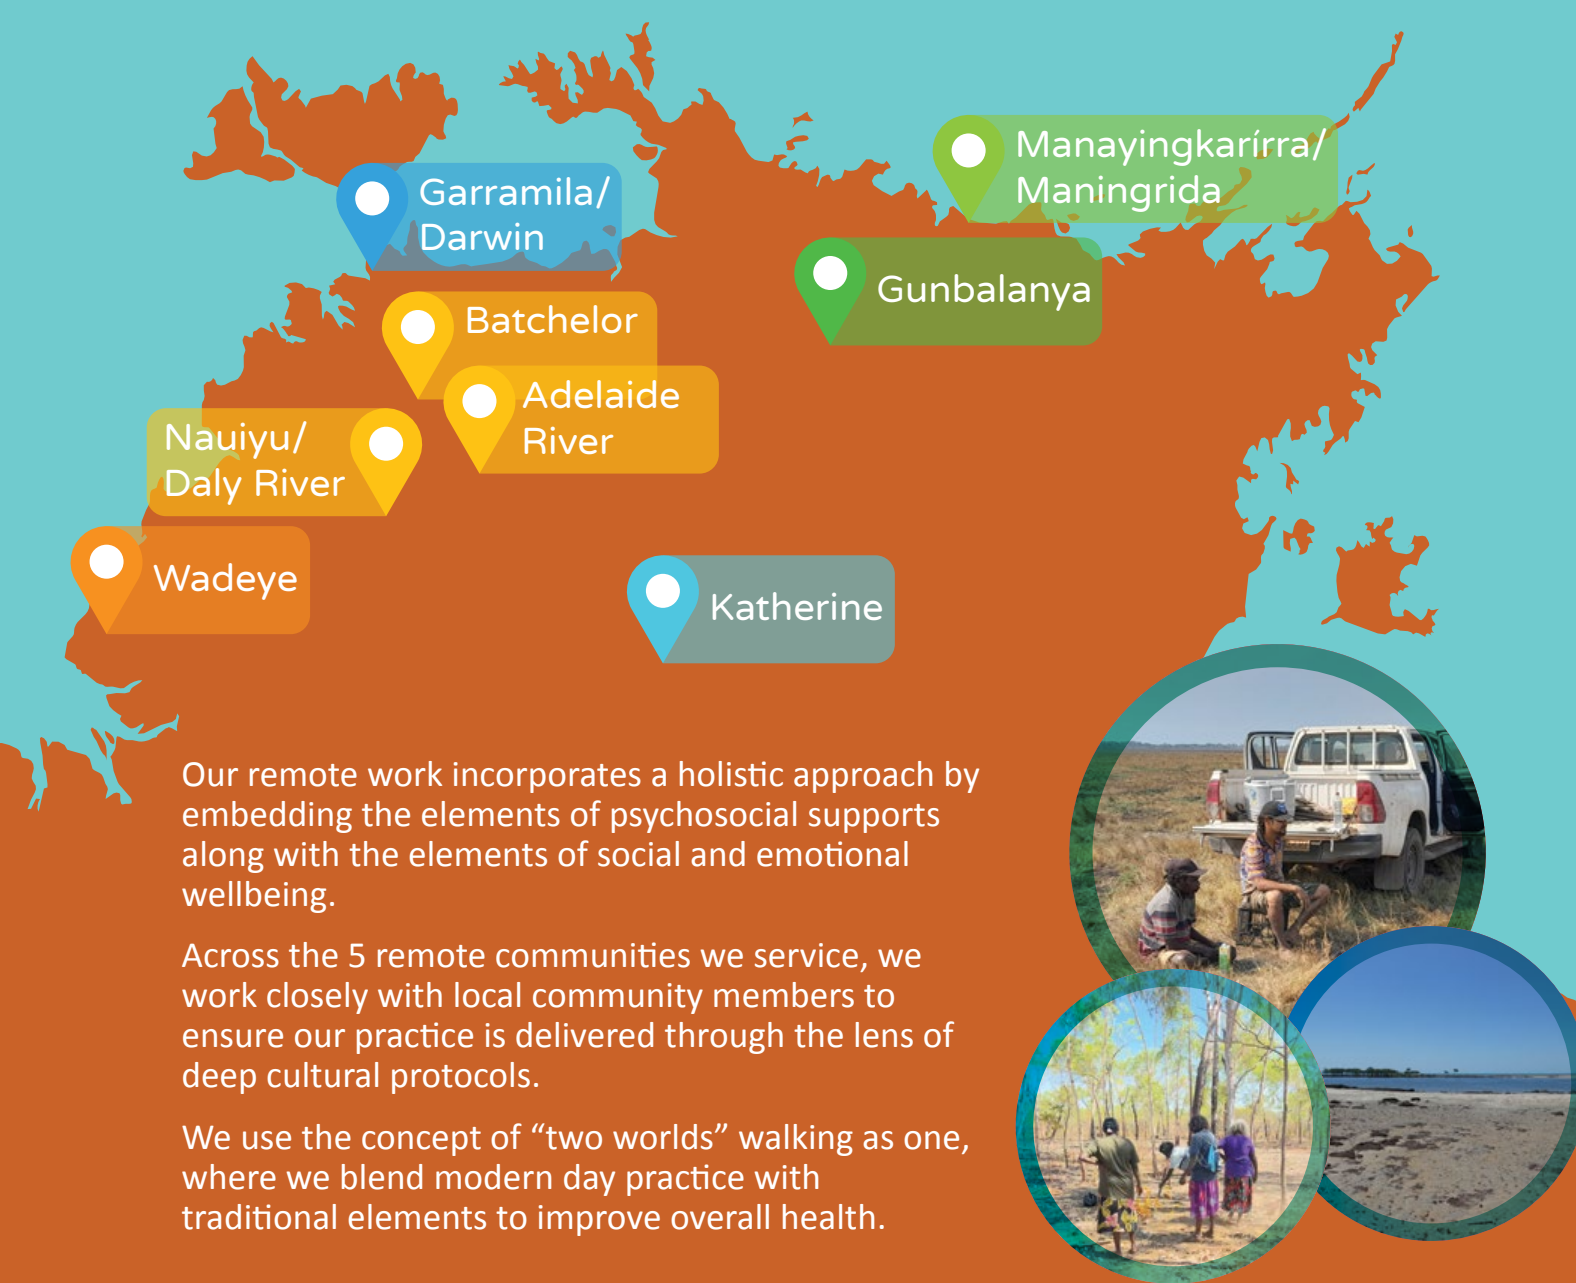 Manayingkarírra/
Maningrida
Garramila/
Darwin
Gunbalanya
Batchelor
Adelaide
River
Nauiyu/
Daly River
Wadeye
Katherine
Our remote work incorporates a holistic approach by
embedding the elements of psychosocial supports
along with the elements of social and emotional
wellbeing.
Across the 5 remote communities we service, we
work closely with local community members to
ensure our practice is delivered through the lens of
deep cultural protocols.
We use the concept of “two worlds” walking as one,
where we blend modern day practice with
traditional elements to improve overall health.